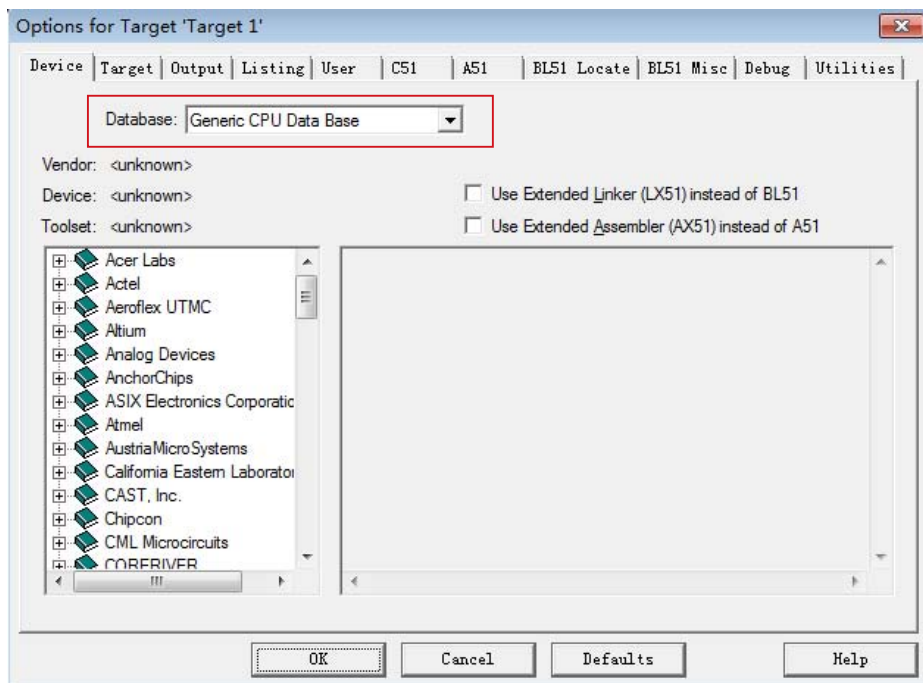 Options for Target 'Target 1'
Device Target Output Listing User C51 A51 BL51 Locate BL51 Misc Debug Utilities
Database: Generic CPU Data Base
Vendor: <unknown>
Device: <unknown>
Use Extended Linker (LX51) instead of BL51
Toolset: <unknown>
Use Extended Assembler (AX51) instead of A51
Acer Labs
Actel
Aeroflex UTMC
Altium
Analog Devices
AnchorChips
ASIX Electronics Corporatic
Atmel
AustriaMicroSystems
California Eastern Laborator
CAST, Inc.
Chipcon
CML Microcircuits
CORERIVER
OK Cancel Defaults Help